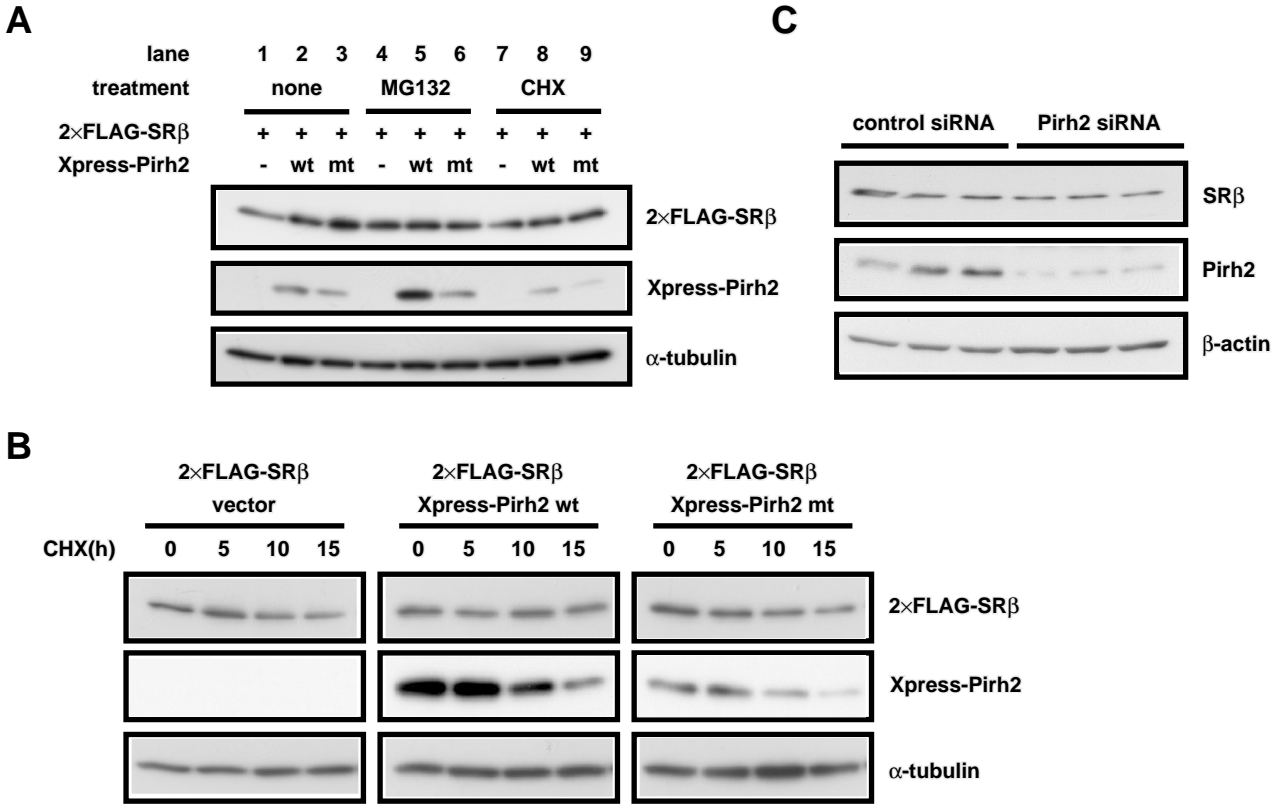 A
lane 1 2 3 4 5 6 7 8 9
treatment none MG132 CHX
2×FLAG-SRβ + + + + + + + + +
Xpress-Pirh2 - wt mt - wt mt - wt mt
2×FLAG-SRβ
Xpress-Pirh2
α-tubulin
C
control siRNA Pirh2 siRNA
SRβ
Pirh2
β-actin
B
2×FLAG-SRβ 2×FLAG-SRβ 2×FLAG-SRβ
vector Xpress-Pirh2 wt Xpress-Pirh2 mt
CHX(h) 0 5 10 15 0 5 10 15 0 5 10 15
2×FLAG-SRβ
Xpress-Pirh2
α-tubulin